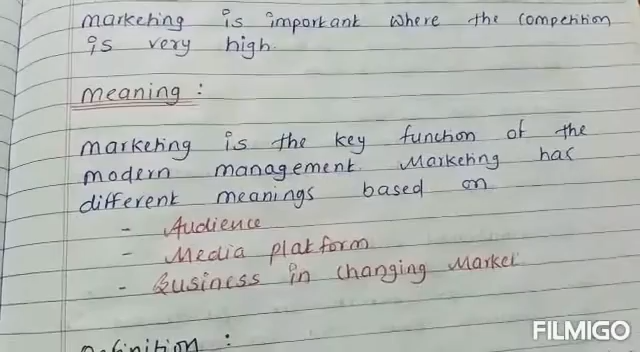 marketing is important where the competition
is very high.
meaning :
marketing is the key function of the
modern management. Marketing has
different meanings based on
- Audience
- Media platform
- Business in changing Market
Definition :
FILMIGO